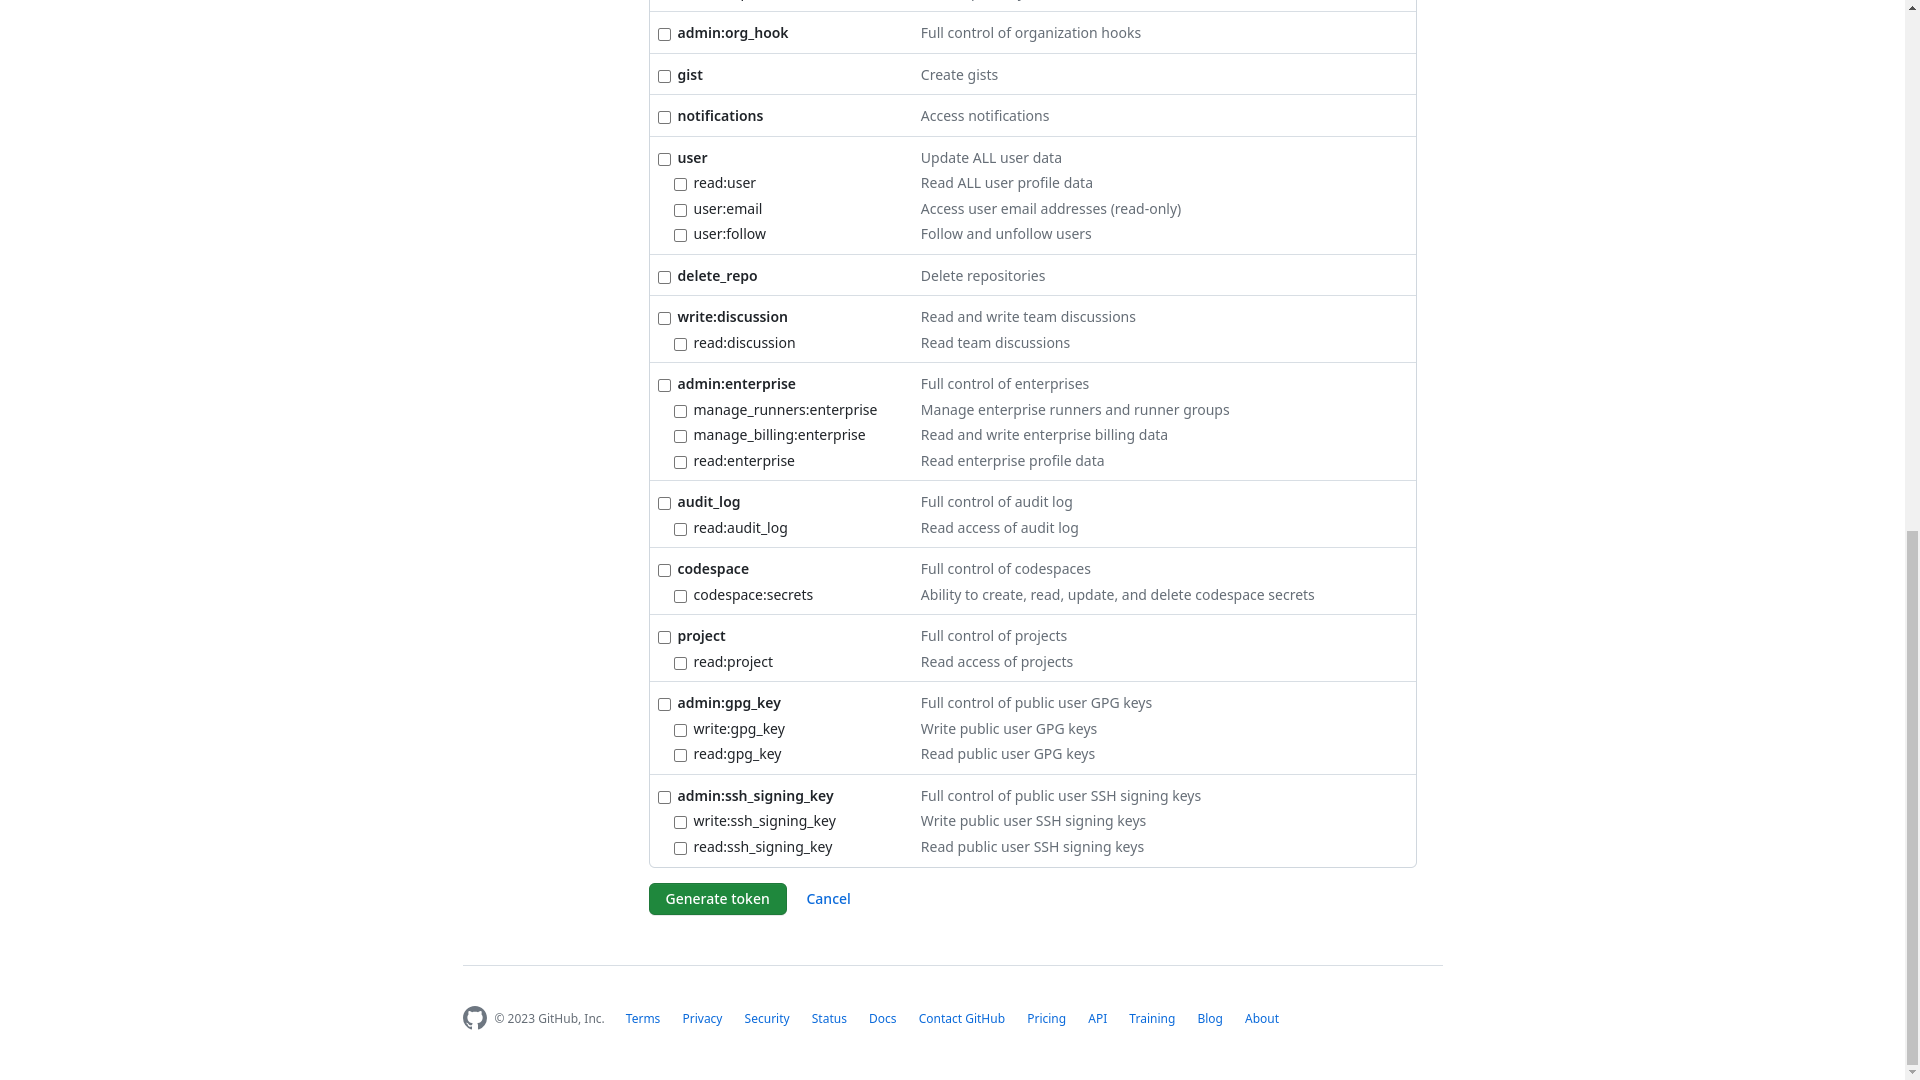 admin:org_hook Full control of organization hooks
gist Create gists
notifications Access notifications
user Update ALL user data
read:user Read ALL user profile data
user:email Access user email addresses (read-only)
user:follow Follow and unfollow users
delete_repo Delete repositories
write:discussion Read and write team discussions
read:discussion Read team discussions
admin:enterprise Full control of enterprises
manage_runners:enterprise Manage enterprise runners and runner groups
manage_billing:enterprise Read and write enterprise billing data
read:enterprise Read enterprise profile data
audit_log Full control of audit log
read:audit_log Read access of audit log
codespace Full control of codespaces
codespace:secrets Ability to create, read, update, and delete codespace secrets
project Full control of projects
read:project Read access of projects
admin:gpg_key Full control of public user GPG keys
write:gpg_key Write public user GPG keys
read:gpg_key Read public user GPG keys
admin:ssh_signing_key Full control of public user SSH signing keys
write:ssh_signing_key Write public user SSH signing keys
read:ssh_signing_key Read public user SSH signing keys
Generate token Cancel
© 2023 GitHub, Inc. Terms Privacy Security Status Docs Contact GitHub Pricing API Training Blog About